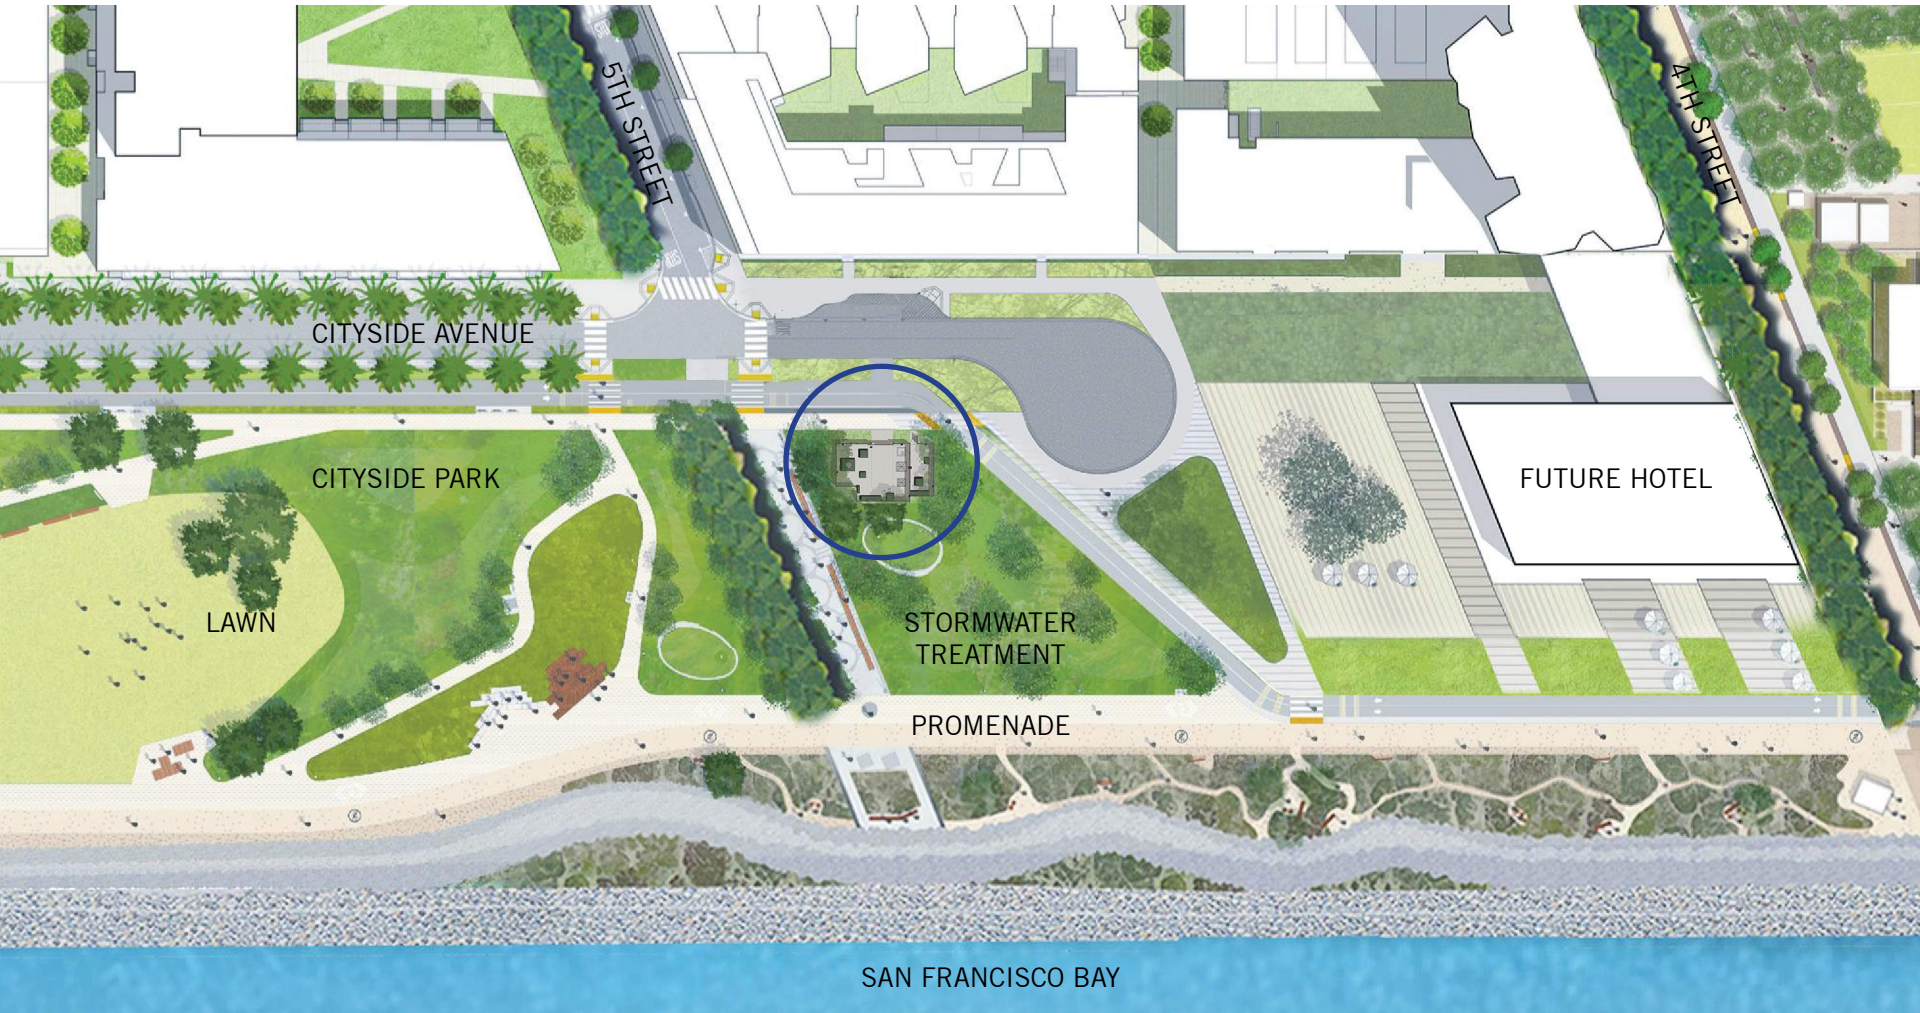 5TH STREET
4TH STREET
CITYSIDE AVENUE
CITYSIDE PARK
FUTURE HOTEL
LAWN
STORMWATER
TREATMENT
PROMENADE
SAN FRANCISCO BAY